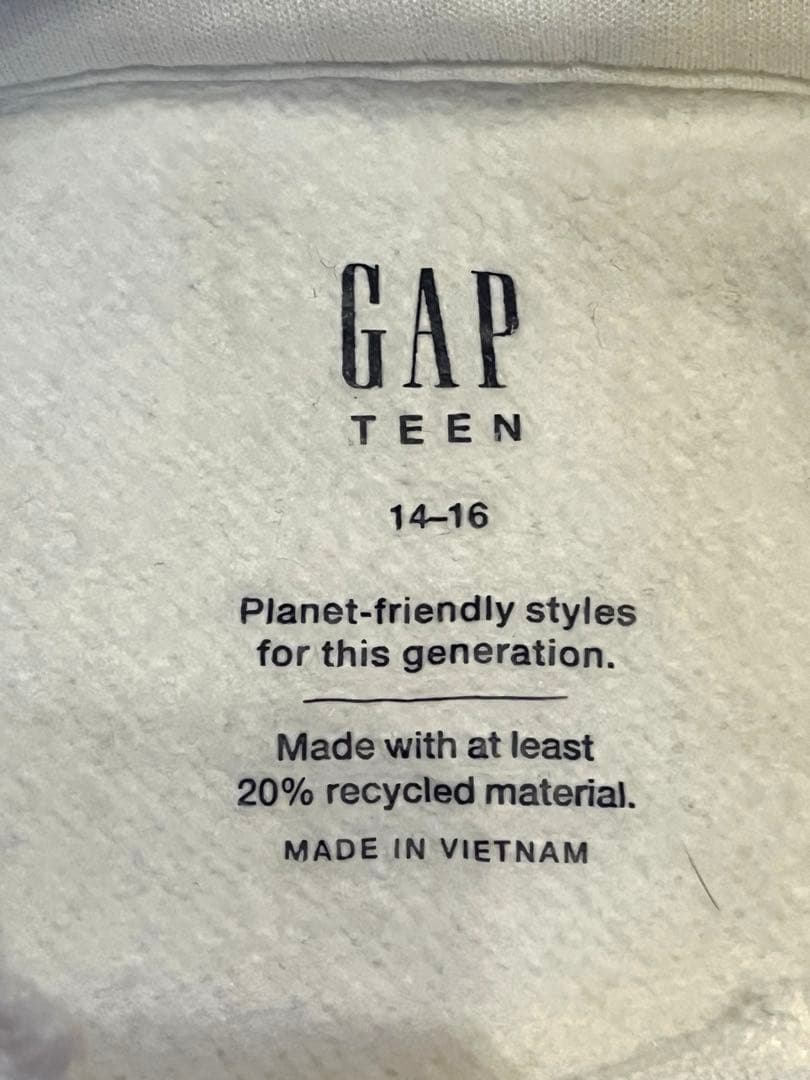 GAP
TEEN
14–16
Planet-friendly styles
for this generation.
Made with at least
20% recycled material.
MADE IN VIETNAM